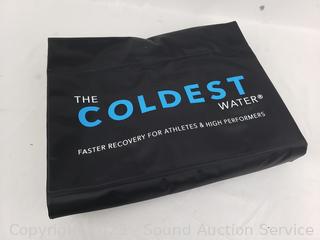 THE
COLDEST
WATER®
FASTER RECOVERY FOR ATHLETES & HIGH PERFORMERS
Sound Auction Service